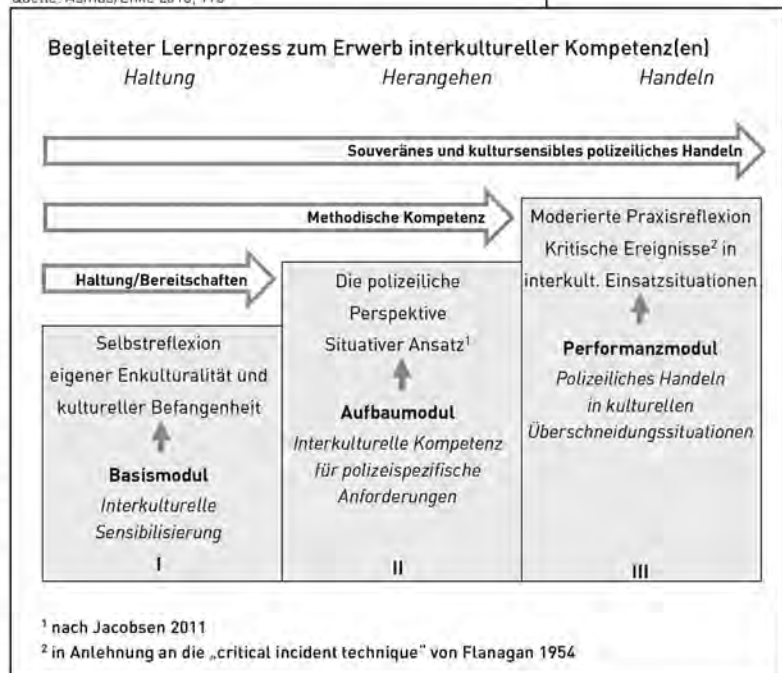 Begleiteter Lernprozess zum Erwerb interkultureller Kompetenz(en)
Haltung Herangehen Handeln
Souveränes und kultursensibles polizeiliches Handeln
Methodische Kompetenz
Haltung/Bereitschaften
Selbstreflexion
eigener Enkulturalität und
kultureller Befangenheit
Basismodul
Interkulturelle
Sensibilisierung
I
Die polizeiliche
Perspektive
Situativer Ansatz¹
Aufbaumodul
Interkulturelle Kompetenz
für polizeispezifische
Anforderungen
II
Moderierte Praxisreflexion
Kritische Ereignisse² in
interkult. Einsatzsituationen
Performanzmodul
Polizeiliches Handeln
in kulturellen
Überschneidungssituationen
III
¹ nach Jacobsen 2011
² in Anlehnung an die „critical incident technique" von Flanagan 1954